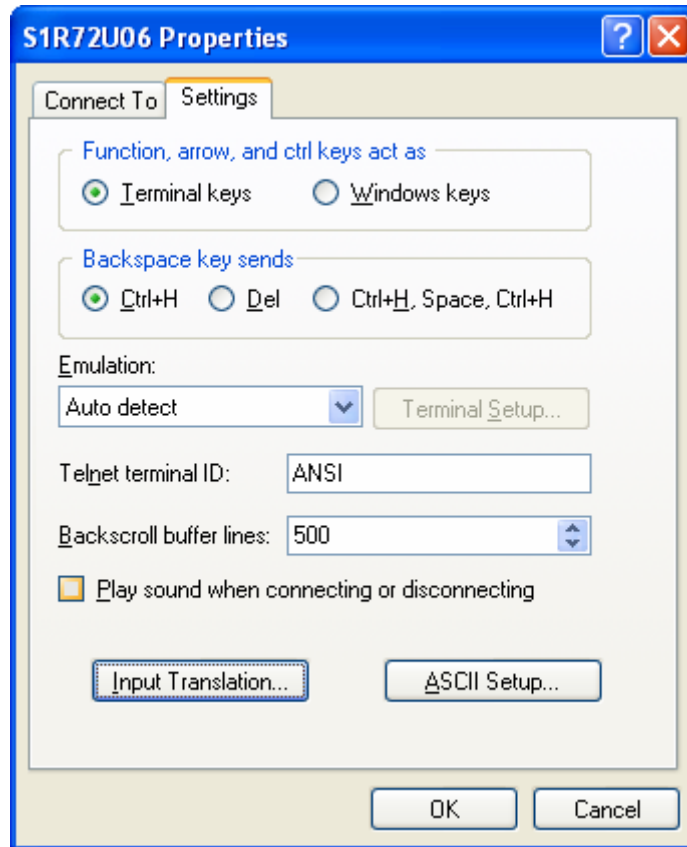 S1R72U06 Properties
Connect To Settings
Function, arrow, and ctrl keys act as
Terminal keys Windows keys
Backspace key sends
Ctrl+H Del Ctrl+H, Space, Ctrl+H
Emulation:
Auto detect Terminal Setup...
Telnet terminal ID: ANSI
Backscroll buffer lines: 500
Play sound when connecting or disconnecting
Input Translation... ASCII Setup...
OK Cancel